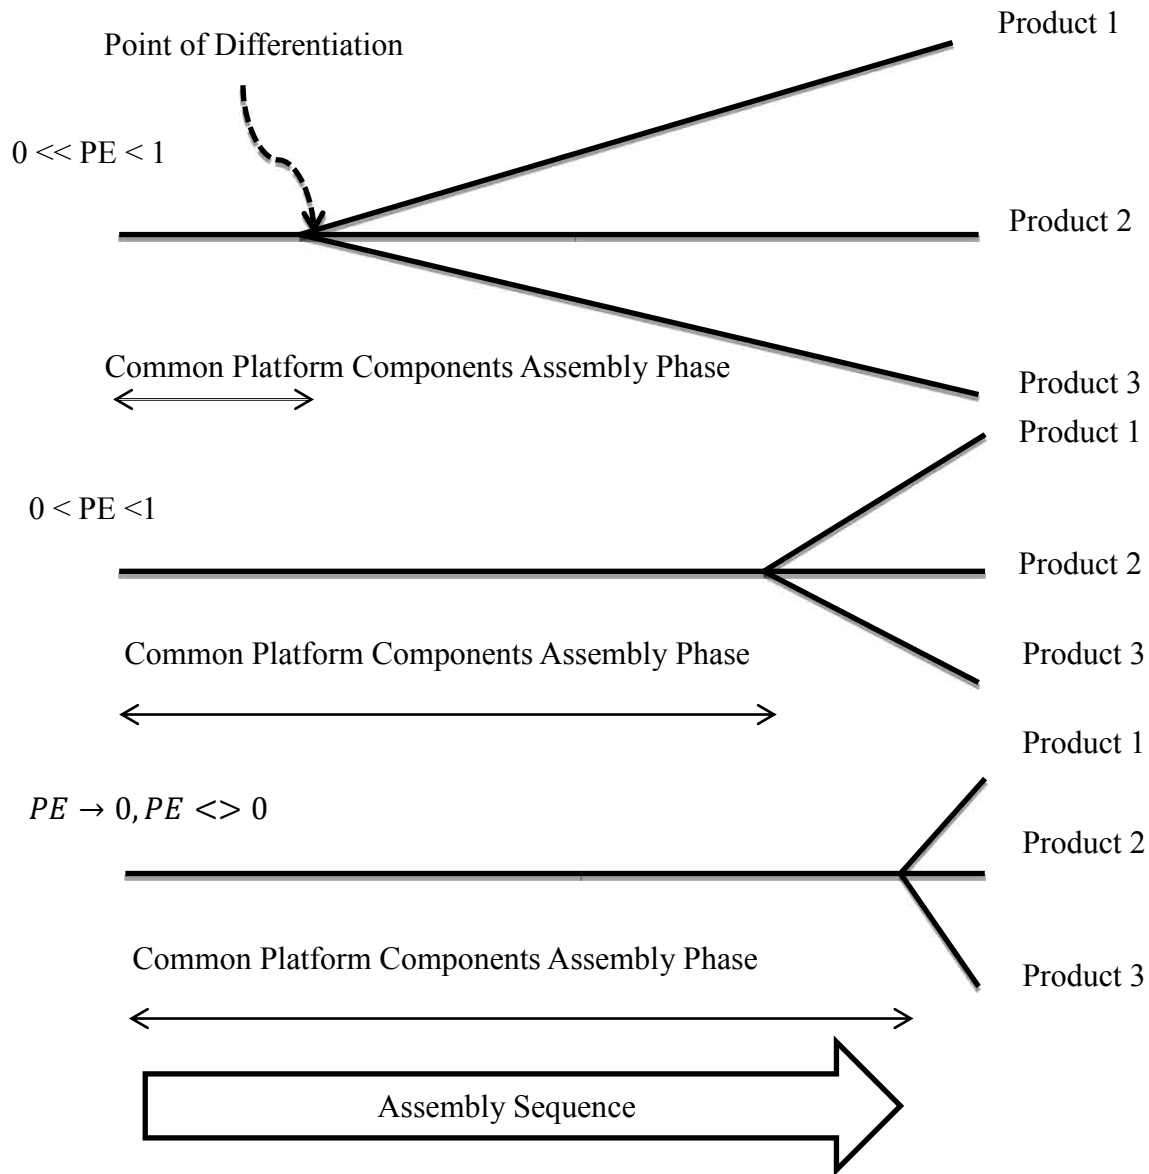 Product 1
Point of Differentiation
0 << PE < 1
Product 2
Common Platform Components Assembly Phase
Product 3
Product 1
0 < PE <1
Product 2
Common Platform Components Assembly Phase
Product 3
Product 1
PE → 0, PE <> 0
Product 2
Common Platform Components Assembly Phase
Product 3
Assembly Sequence